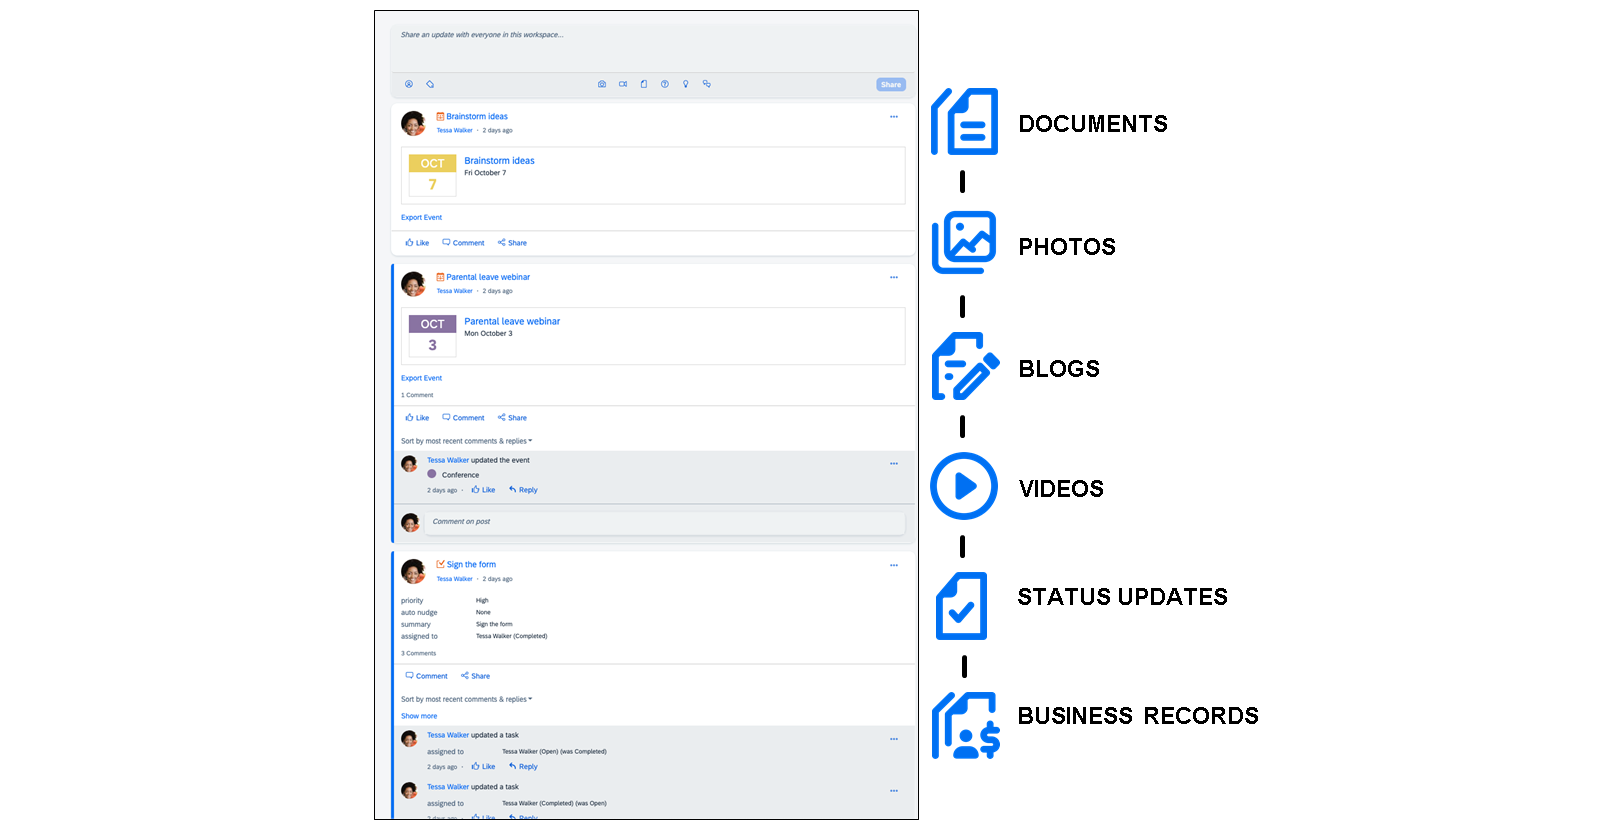 Share an update with everyone in this workspace...
Share
Brainstorm ideas
Tessa Walker · 2 days ago
OCT
7
Brainstorm ideas
Fri October 7
Export Event
Like Comment Share
Parental leave webinar
Tessa Walker · 2 days ago
OCT
3
Parental leave webinar
Mon October 3
Export Event
1 Comment
Like Comment Share
Sort by most recent comments & replies
Tessa Walker updated the event
Conference
2 days ago · Like Reply
Comment on post
Sign the form
Tessa Walker · 2 days ago
priority High
auto nudge None
summary Sign the form
assigned to Tessa Walker (Completed)
3 Comments
Comment Share
Sort by most recent comments & replies
Show more
Tessa Walker updated a task
assigned to Tessa Walker (Open) (was Completed)
2 days ago · Like Reply
Tessa Walker updated a task
assigned to Tessa Walker (Completed) (was Open)
2 days ago · Like Reply
DOCUMENTS
PHOTOS
BLOGS
VIDEOS
STATUS UPDATES
BUSINESS RECORDS